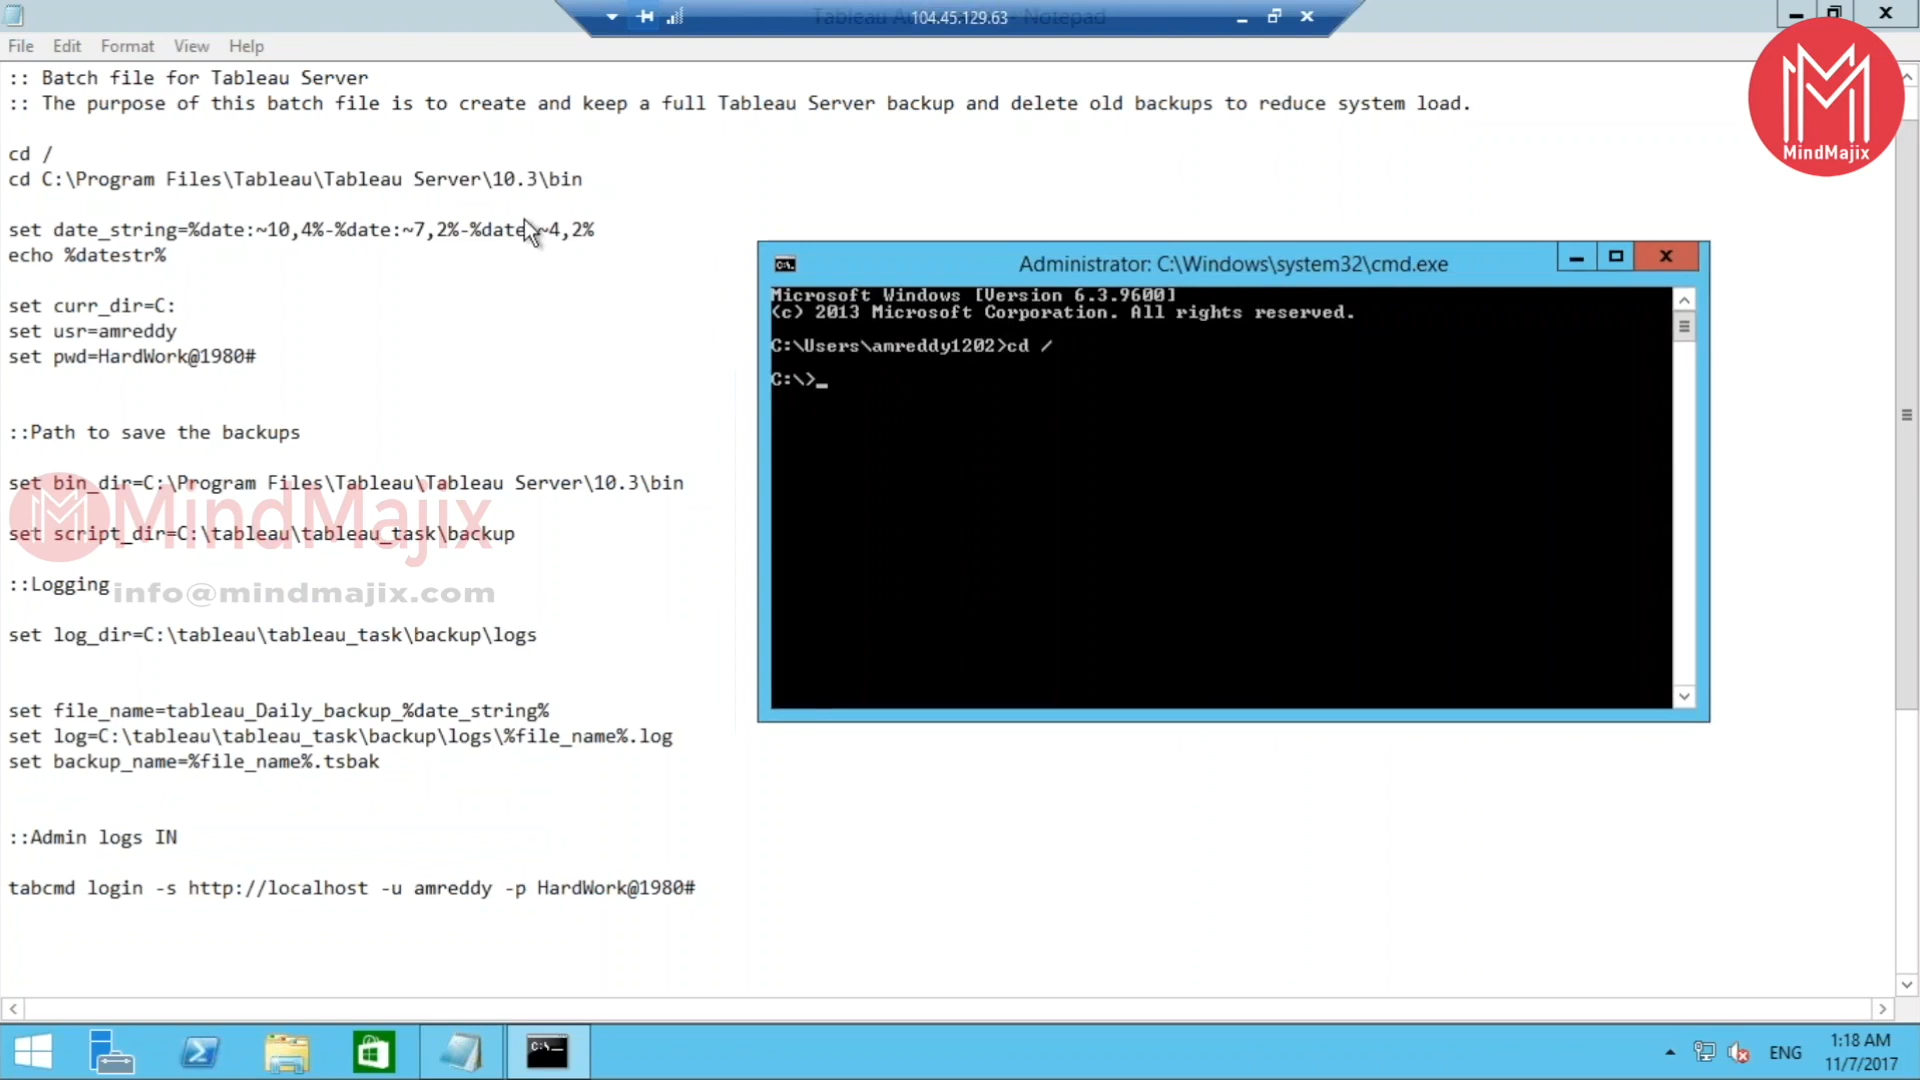 Tableau A - Notepad
104.45.129.63
File Edit Format View Help
:: Batch file for Tableau Server
:: The purpose of this batch file is to create and keep a full Tableau Server backup and delete old backups to reduce system load.
cd /
cd C:\Program Files\Tableau\Tableau Server\10.3\bin
set date_string=%date:~10,4%-%date:~7,2%-%date:~4,2%
echo %datestr%
set curr_dir=C:
set usr=amreddy
set pwd=HardWork@1980#
::Path to save the backups
set bin_dir=C:\Program Files\Tableau\Tableau Server\10.3\bin
set script_dir=C:\tableau\tableau_task\backup
::Logging
set log_dir=C:\tableau\tableau_task\backup\logs
set file_name=tableau_Daily_backup_%date_string%
set log=C:\tableau\tableau_task\backup\logs\%file_name%.log
set backup_name=%file_name%.tsbak
::Admin logs IN
tabcmd login -s http://localhost -u amreddy -p HardWork@1980#
Administrator: C:\Windows\system32\cmd.exe
Microsoft Windows [Version 6.3.9600]
(c) 2013 Microsoft Corporation. All rights reserved.
C:\Users\amreddy1202>cd /
C:\>_
MindMajix
MindMajix
info@mindmajix.com
ENG
1:18 AM
11/7/2017